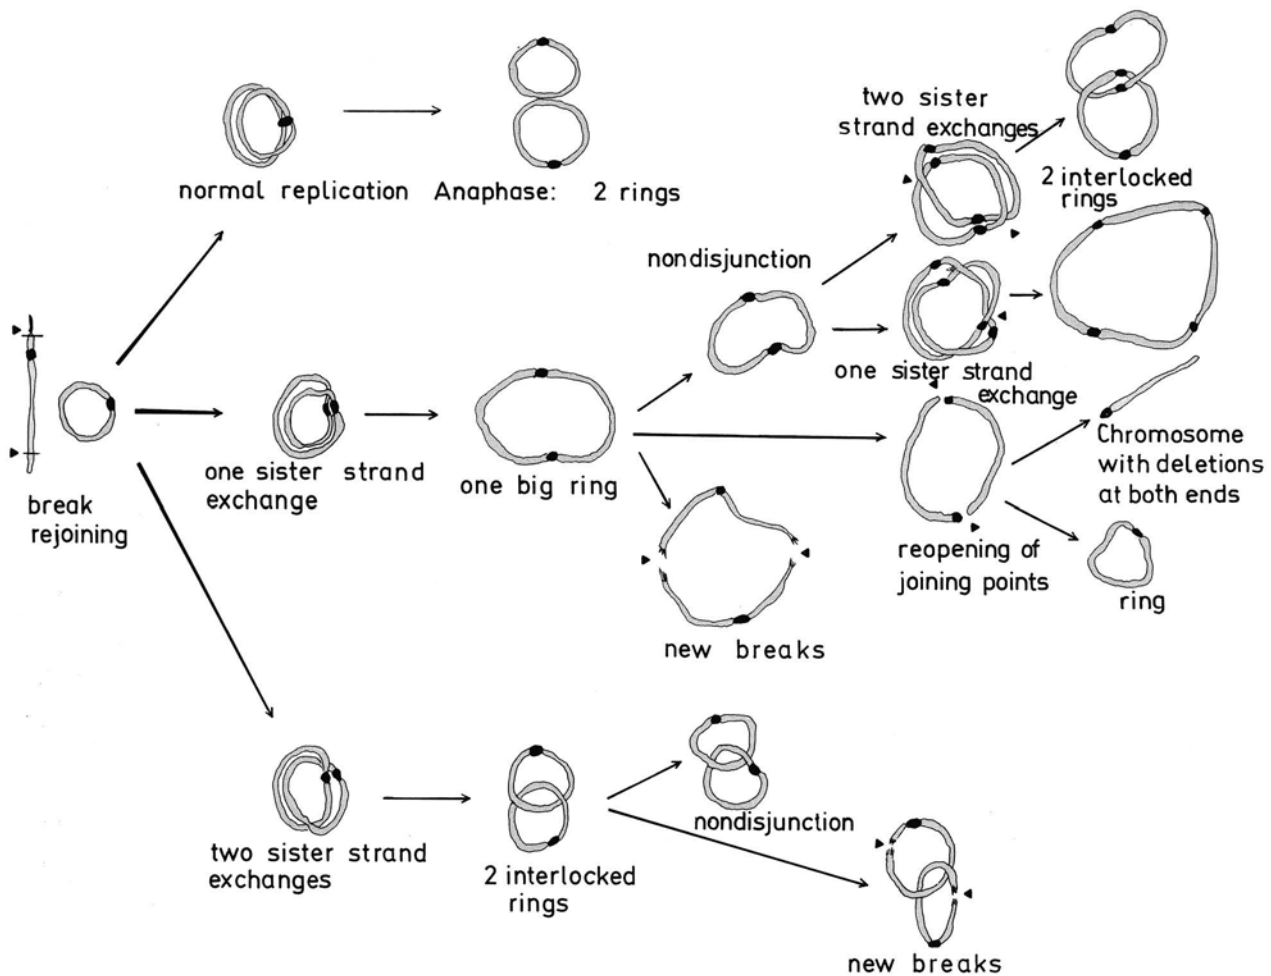 two sister
strand exchanges
normal replication
Anaphase: 2 rings
2 interlocked
rings
nondisjunction
one sister strand
exchange
break
rejoining
one sister strand
exchange
one big ring
Chromosome
with deletions
at both ends
reopening of
joining points
ring
new breaks
two sister strand
exchanges
2 interlocked
rings
nondisjunction
new breaks